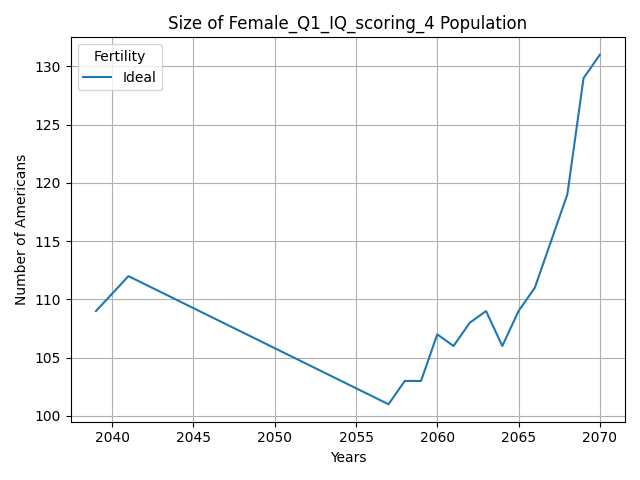 Size of Female_Q1_IQ_scoring_4 Population
Fertility
Ideal
Number of Americans
130
125
120
115
110
105
100
2040 2045 2050 2055 2060 2065 2070
Years